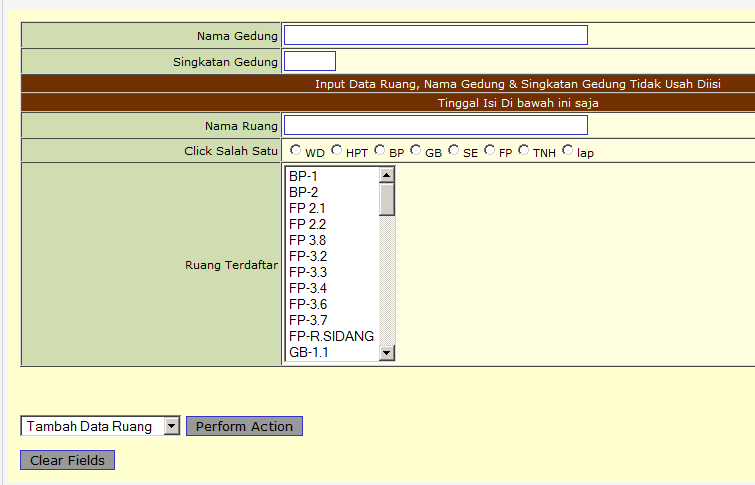 Nama Gedung
Singkatan Gedung
Input Data Ruang, Nama Gedung & Singkatan Gedung Tidak Usah Diisi
Tinggal Isi Di bawah ini saja
Nama Ruang
Click Salah Satu WD HPT BP GB SE FP TNH lap
Ruang Terdaftar
BP-1
BP-2
FP 2.1
FP 2.2
FP 3.8
FP-3.2
FP-3.3
FP-3.4
FP-3.6
FP-3.7
FP-R.SIDANG
GB-1.1
Tambah Data Ruang Perform Action
Clear Fields